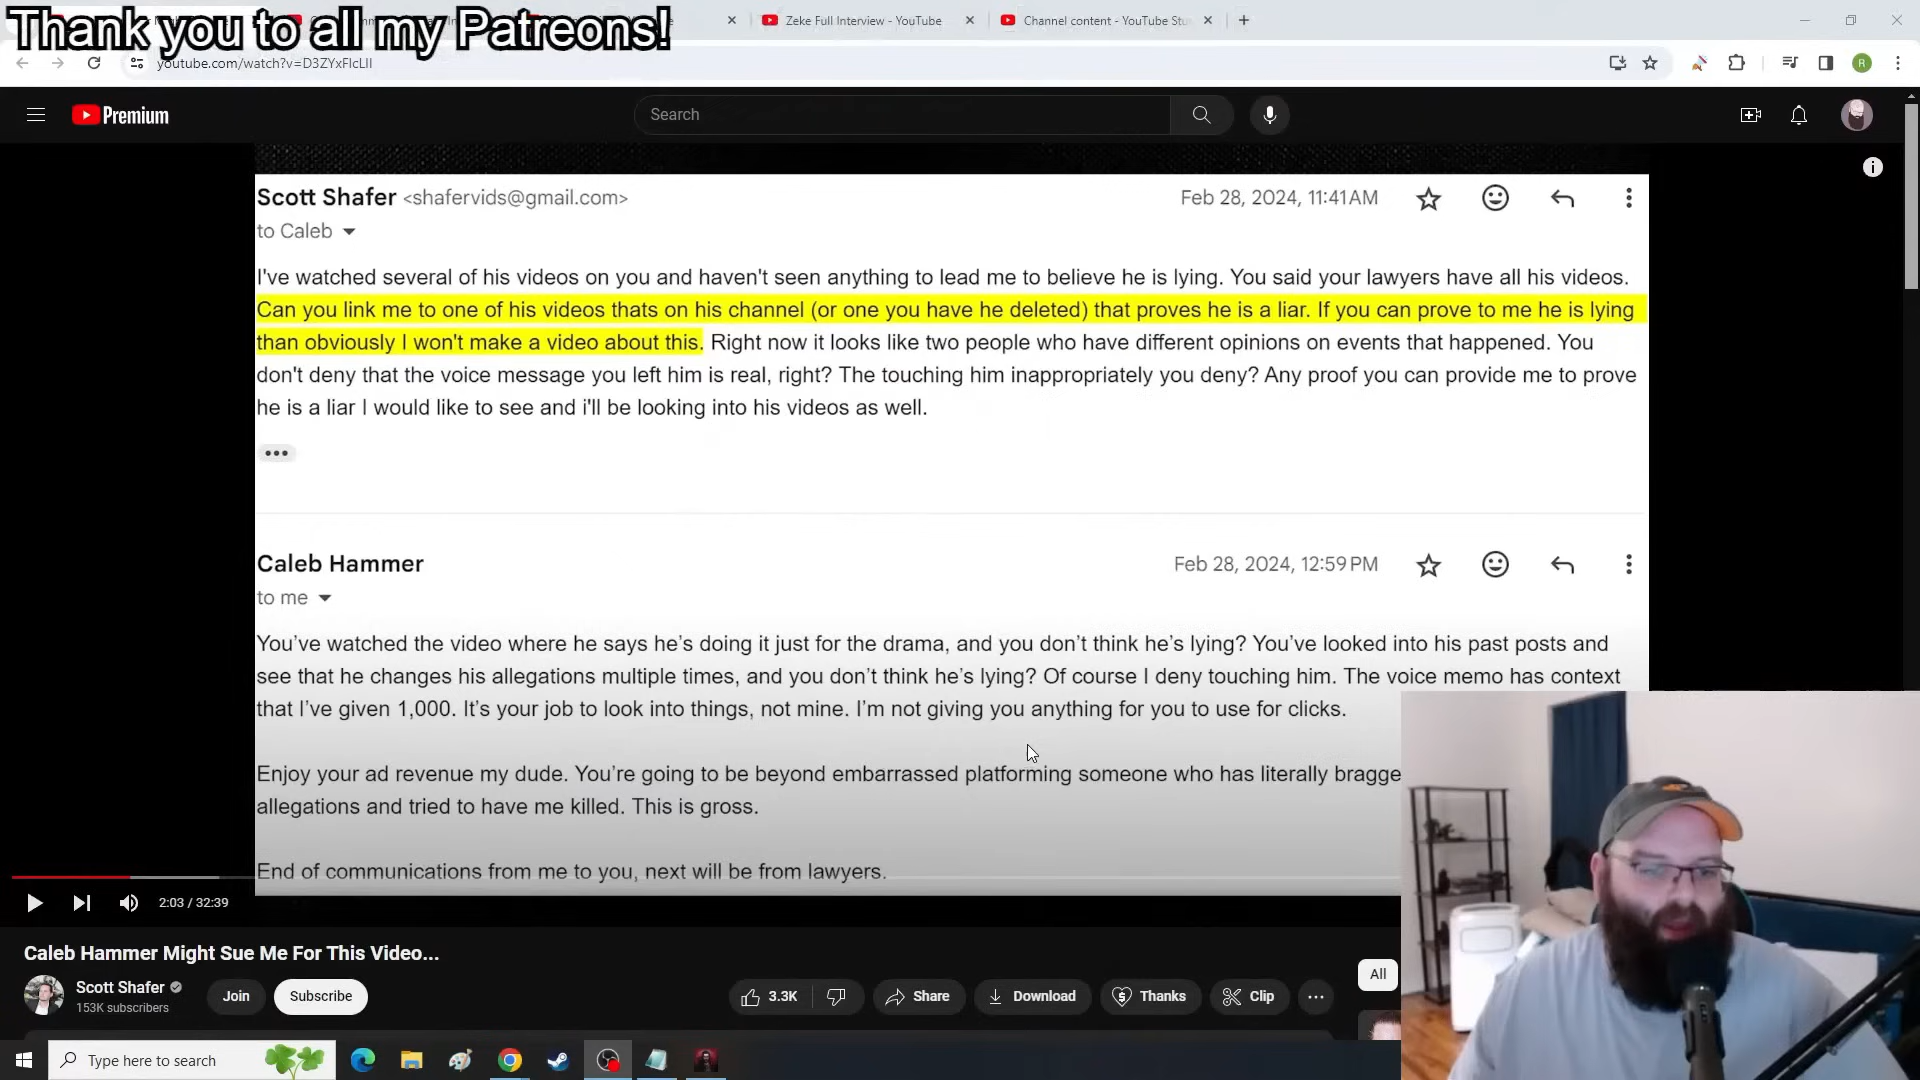 Thank you to all my Patreons!
Zeke Full Interview - YouTube
Channel content - YouTube Stu
youtube.com/watch?v=D3ZYxFlcLlI
R
Premium
Search
Scott Shafer <shafervids@gmail.com>
Feb 28, 2024, 11:41 AM
to Caleb
I've watched several of his videos on you and haven't seen anything to lead me to believe he is lying. You said your lawyers have all his videos.
Can you link me to one of his videos thats on his channel (or one you have he deleted) that proves he is a liar. If you can prove to me he is lying
than obviously I won't make a video about this. Right now it looks like two people who have different opinions on events that happened. You
don't deny that the voice message you left him is real, right? The touching him inappropriately you deny? Any proof you can provide me to prove
he is a liar I would like to see and i'll be looking into his videos as well.
Caleb Hammer
Feb 28, 2024, 12:59 PM
to me
You’ve watched the video where he says he’s doing it just for the drama, and you don’t think he’s lying? You’ve looked into his past posts and
see that he changes his allegations multiple times, and you don’t think he’s lying? Of course I deny touching him. The voice memo has context
that I’ve given 1,000. It’s your job to look into things, not mine. I’m not giving you anything for you to use for clicks.
Enjoy your ad revenue my dude. You’re going to be beyond embarrassed platforming someone who has literally bragge
allegations and tried to have me killed. This is gross.
End of communications from me to you, next will be from lawyers.
2:03 / 32:39
Caleb Hammer Might Sue Me For This Video...
Scott Shafer
153K subscribers
Join
Subscribe
3.3K
Share
Download
Thanks
Clip
All
Type here to search